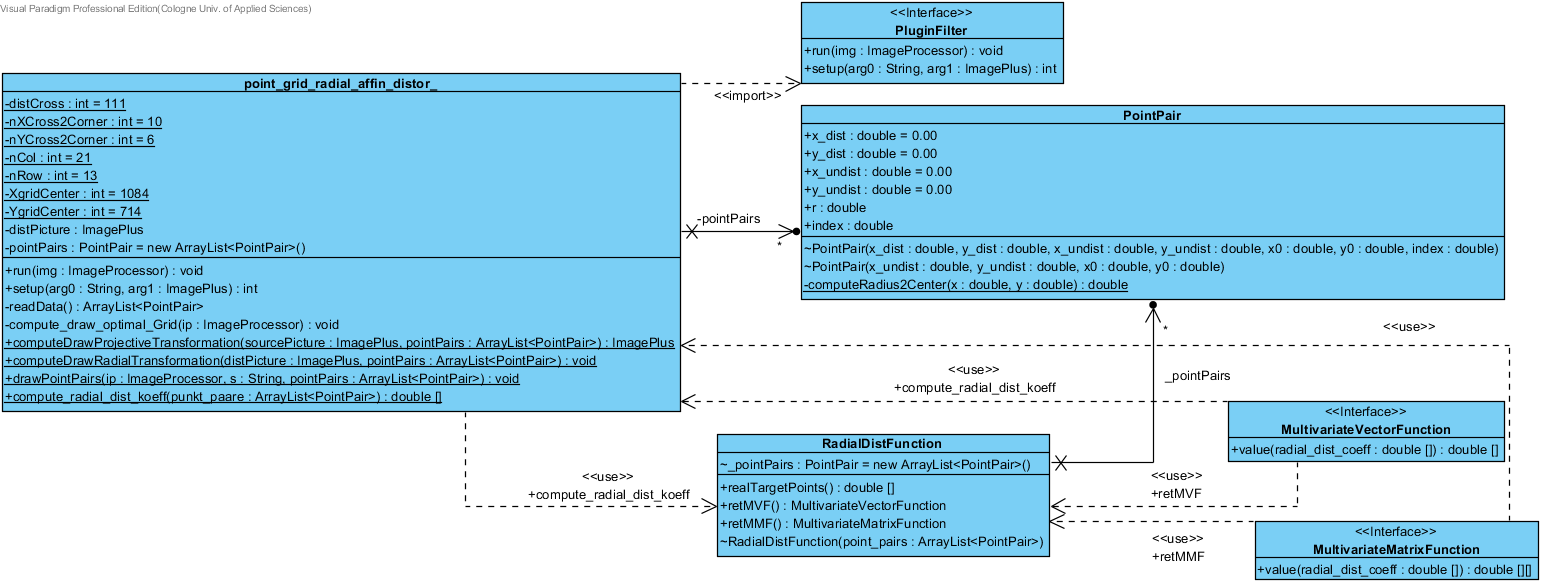 Visual Paradigm Professional Edition(Cologne Univ. of Applied Sciences)
<<Interface>>
PluginFilter
+run(img : ImageProcessor) : void
+setup(arg0 : String, arg1 : ImagePlus) : int
<<import>>
point_grid_radial_affin_distor_
-distCross : int = 111
-nXCross2Corner : int = 10
-nYCross2Corner : int = 6
-nCol : int = 21
-nRow : int = 13
-XgridCenter : int = 1084
-YgridCenter : int = 714
-distPicture : ImagePlus
-pointPairs : PointPair = new ArrayList<PointPair>()
+run(img : ImageProcessor) : void
+setup(arg0 : String, arg1 : ImagePlus) : int
-readData() : ArrayList<PointPair>
-compute_draw_optimal_Grid(ip : ImageProcessor) : void
+computeDrawProjectiveTransformation(sourcePicture : ImagePlus, pointPairs : ArrayList<PointPair>) : ImagePlus
+computeDrawRadialTransformation(distPicture : ImagePlus, pointPairs : ArrayList<PointPair>) : void
+drawPointPairs(ip : ImageProcessor, s : String, pointPairs : ArrayList<PointPair>) : void
+compute_radial_dist_koeff(punkt_paare : ArrayList<PointPair>) : double []
-pointPairs
*
PointPair
+x_dist : double = 0.00
+y_dist : double = 0.00
+x_undist : double = 0.00
+y_undist : double = 0.00
+r : double
+index : double
~PointPair(x_dist : double, y_dist : double, x_undist : double, y_undist : double, x0 : double, y0 : double, index : double)
~PointPair(x_undist : double, y_undist : double, x0 : double, y0 : double)
-computeRadius2Center(x : double, y : double) : double
*
<<use>>
<<use>>
+compute_radial_dist_koeff
_pointPairs
<<Interface>>
MultivariateVectorFunction
+value(radial_dist_coeff : double []) : double []
RadialDistFunction
~_pointPairs : PointPair = new ArrayList<PointPair>()
+realTargetPoints() : double []
+retMVF() : MultivariateVectorFunction
+retMMF() : MultivariateMatrixFunction
~RadialDistFunction(point_pairs : ArrayList<PointPair>)
<<use>>
+compute_radial_dist_koeff
<<use>>
+retMVF
<<use>>
+retMMF
<<Interface>>
MultivariateMatrixFunction
+value(radial_dist_coeff : double []) : double [][]